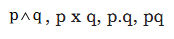 p∧q, p x q, p.q, pq